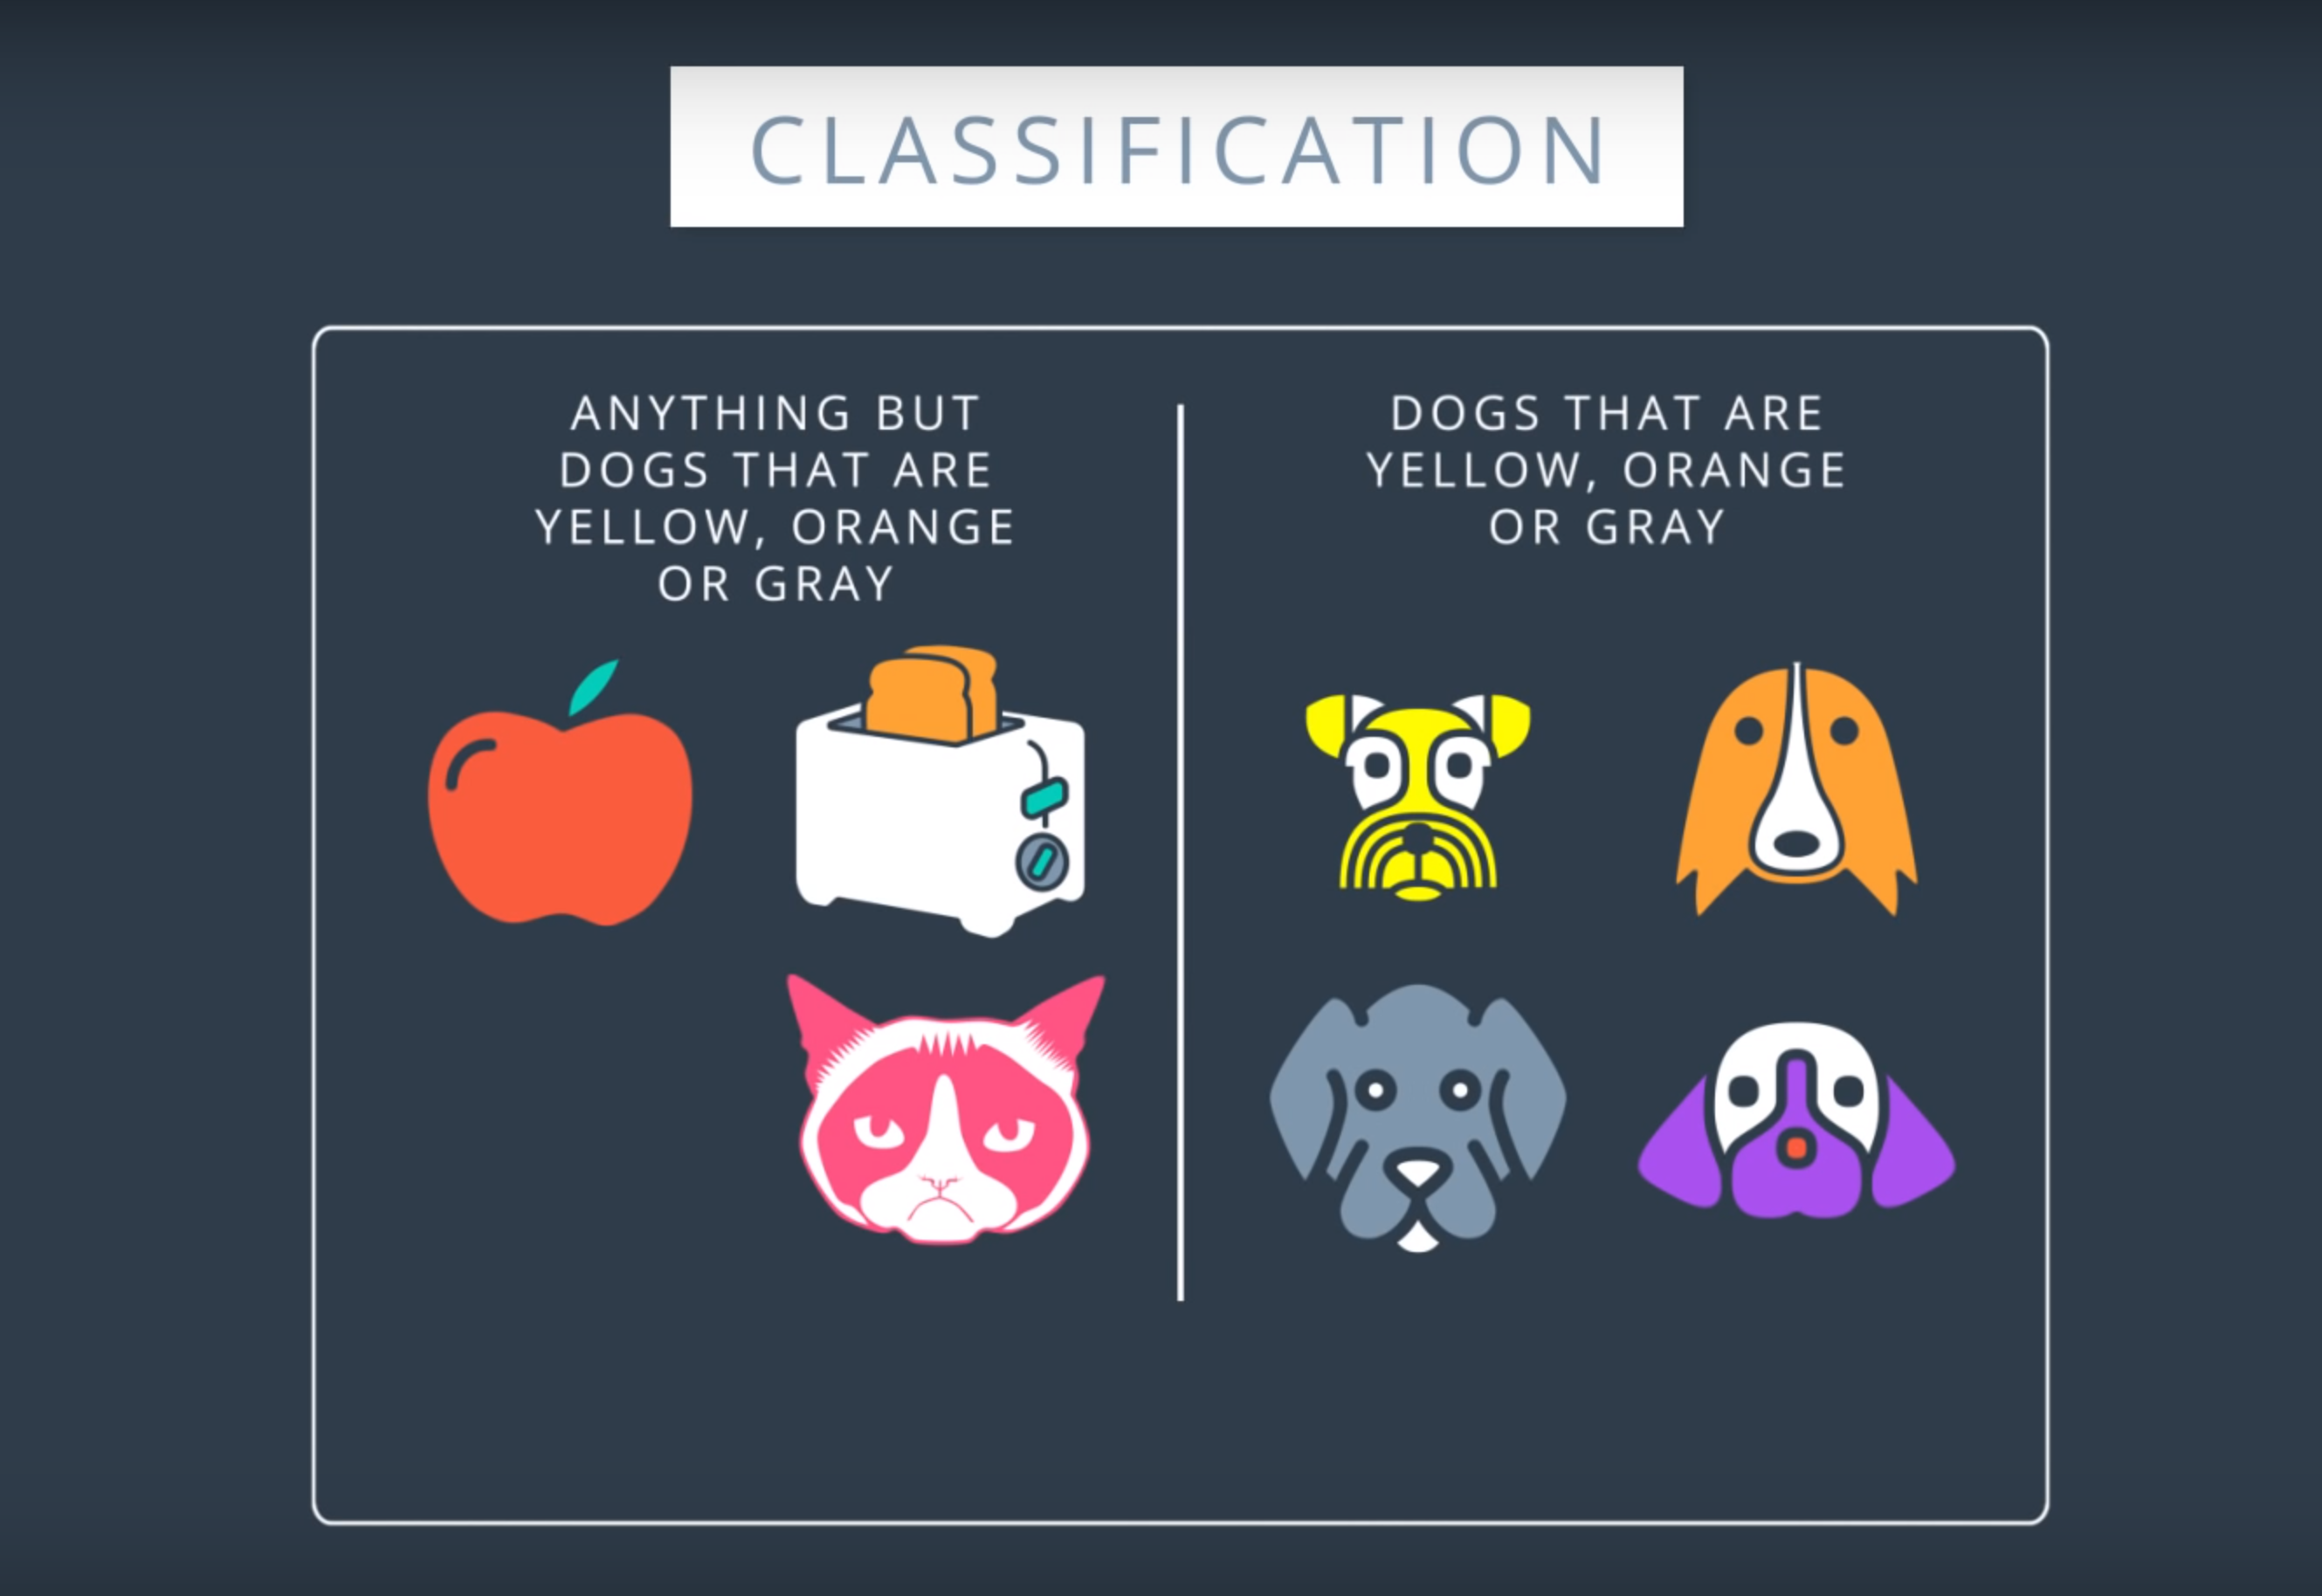 CLASSIFICATION
ANYTHING BUT
DOGS THAT ARE
YELLOW, ORANGE
OR GRAY
DOGS THAT ARE
YELLOW, ORANGE
OR GRAY